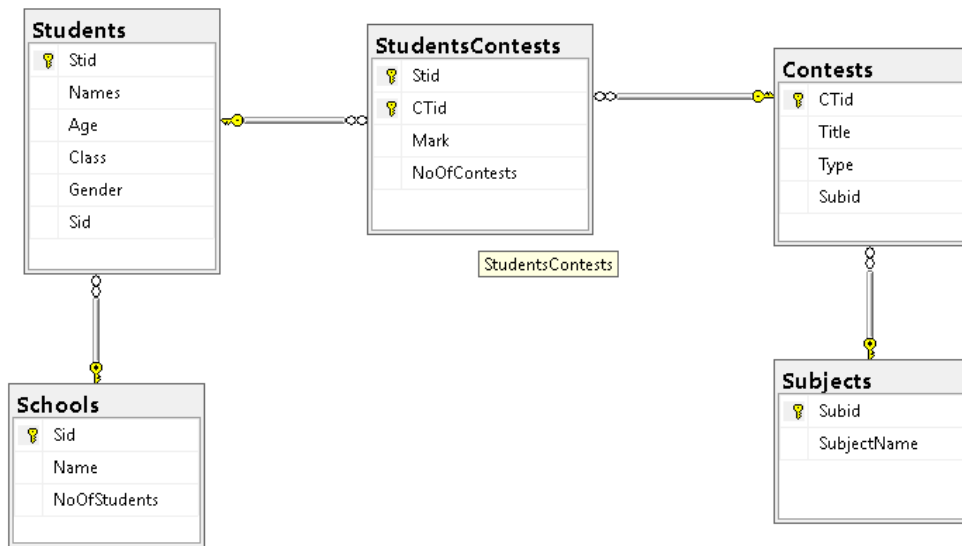 Students
Stid
Names
Age
Class
Gender
Sid
StudentsContests
Stid
CTid
Mark
NoOfContests
StudentsContests
Contests
CTid
Title
Type
Subid
Schools
Sid
Name
NoOfStudents
Subjects
Subid
SubjectName